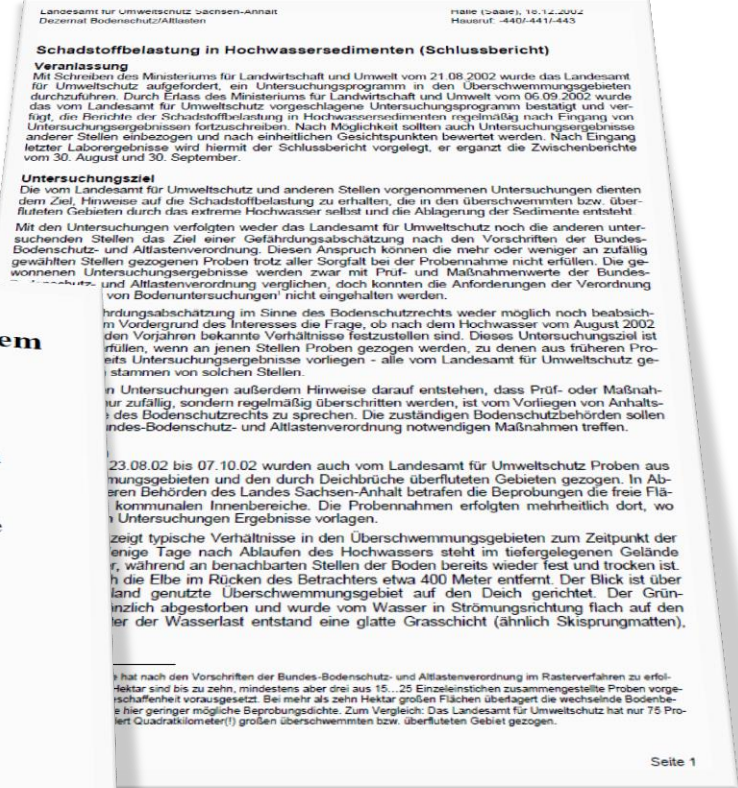 Landesamt für Umweltschutz Sachsen-Anhalt
Dezernat Bodenschutz/Altlasten
Halle (Saale), 18.12.2002
Hausruf: -440/-441/-443
Schadstoffbelastung in Hochwassersedimenten (Schlussbericht)
Veranlassung
Mit Schreiben des Ministeriums für Landwirtschaft und Umwelt vom 21.08.2002 wurde das Landesamt
für Umweltschutz aufgefordert, ein Untersuchungsprogramm in den Überschwemmungsgebieten
durchzuführen. Durch Erlass des Ministeriums für Landwirtschaft und Umwelt vom 06.09.2002 wurde
das vom Landesamt für Umweltschutz vorgeschlagene Untersuchungsprogramm bestätigt und ver-
fügt, die Berichte der Schadstoffbelastung in Hochwassersedimenten regelmäßig nach Eingang von
Untersuchungsergebnissen fortzuschreiben. Nach Möglichkeit sollten auch Untersuchungsergebnisse
anderer Stellen einbezogen und nach einheitlichen Gesichtspunkten bewertet werden. Nach Eingang
letzter Laborergebnisse wird hiermit der Schlussbericht vorgelegt, er ergänzt die Zwischenberichte
vom 30. August und 30. September.
Untersuchungsziel
Die vom Landesamt für Umweltschutz und anderen Stellen vorgenommenen Untersuchungen dienten
dem Ziel, Hinweise auf die Schadstoffbelastung zu erhalten, die in den überschwemmten bzw. über-
fluteten Gebieten durch das extreme Hochwasser selbst und die Ablagerung der Sedimente entsteht.
Mit den Untersuchungen verfolgten weder das Landesamt für Umweltschutz noch die anderen unter-
suchenden Stellen das Ziel einer Gefährdungsabschätzung nach den Vorschriften der Bundes-
Bodenschutz- und Altlastenverordnung. Diesen Anspruch können die mehr oder weniger an zufällig
gewählten Stellen gezogenen Proben trotz aller Sorgfalt bei der Probennahme nicht erfüllen. Die ge-
wonnenen Untersuchungsergebnisse werden zwar mit Prüf- und Maßnahmenwerte der Bundes-
und Altlastenverordnung verglichen, doch konnten die Anforderungen der Verordnung
von Bodenuntersuchungen¹ nicht eingehalten werden.
em
hrdungsabschätzung im Sinne des Bodenschutzrechts weder möglich noch beabsich-
m Vordergrund des Interesses die Frage, ob nach dem Hochwasser vom August 2002
den Vorjahren bekannte Verhältnisse festzustellen sind. Dieses Untersuchungsziel ist
rfüllen, wenn an jenen Stellen Proben gezogen werden, zu denen aus früheren Pro-
eits Untersuchungsergebnisse vorliegen - alle vom Landesamt für Umweltschutz ge-
stammen von solchen Stellen.
n Untersuchungen außerdem Hinweise darauf entstehen, dass Prüf- oder Maßnah-
nur zufällig, sondern regelmäßig überschritten werden, ist vom Vorliegen von Anhalts-
des Bodenschutzrechts zu sprechen. Die zuständigen Bodenschutzbehörden sollen
undes-Bodenschutz- und Altlastenverordnung notwendigen Maßnahmen treffen.
23.08.02 bis 07.10.02 wurden auch vom Landesamt für Umweltschutz Proben aus
mungsgebieten und den durch Deichbrüche überfluteten Gebieten gezogen. In Ab-
eren Behörden des Landes Sachsen-Anhalt betrafen die Beprobungen die freie Flä-
kommunalen Innenbereiche. Die Probennahmen erfolgten mehrheitlich dort, wo
n Untersuchungen Ergebnisse vorlagen.
zeigt typische Verhältnisse in den Überschwemmungsgebieten zum Zeitpunkt der
enige Tage nach Ablaufen des Hochwassers steht im tiefergelegenen Gelände
r, während an benachbarten Stellen der Boden bereits wieder fest und trocken ist.
h die Elbe im Rücken des Betrachters etwa 400 Meter entfernt. Der Blick ist über
land genutzte Überschwemmungsgebiet auf den Deich gerichtet. Der Grün-
nzlich abgestorben und wurde vom Wasser in Strömungsrichtung flach auf den
ter der Wasserlast entstand eine glatte Grasschicht (ähnlich Skisprungmatten),
e hat nach den Vorschriften der Bundes-Bodenschutz- und Altlastenverordnung im Rasterverfahren zu erfol-
Hektar sind bis zu zehn, mindestens aber drei aus 15...25 Einzeleinstichen zusammengestellte Proben vorge-
schaffenheit vorausgesetzt. Bei mehr als zehn Hektar großen Flächen überlagert die wechselnde Bodenbe-
e hier geringer mögliche Beprobungsdichte. Zum Vergleich: Das Landesamt für Umweltschutz hat nur 75 Pro-
lert Quadratkilometer(!) großen überschwemmten bzw. überfluteten Gebiet gezogen.
Seite 1